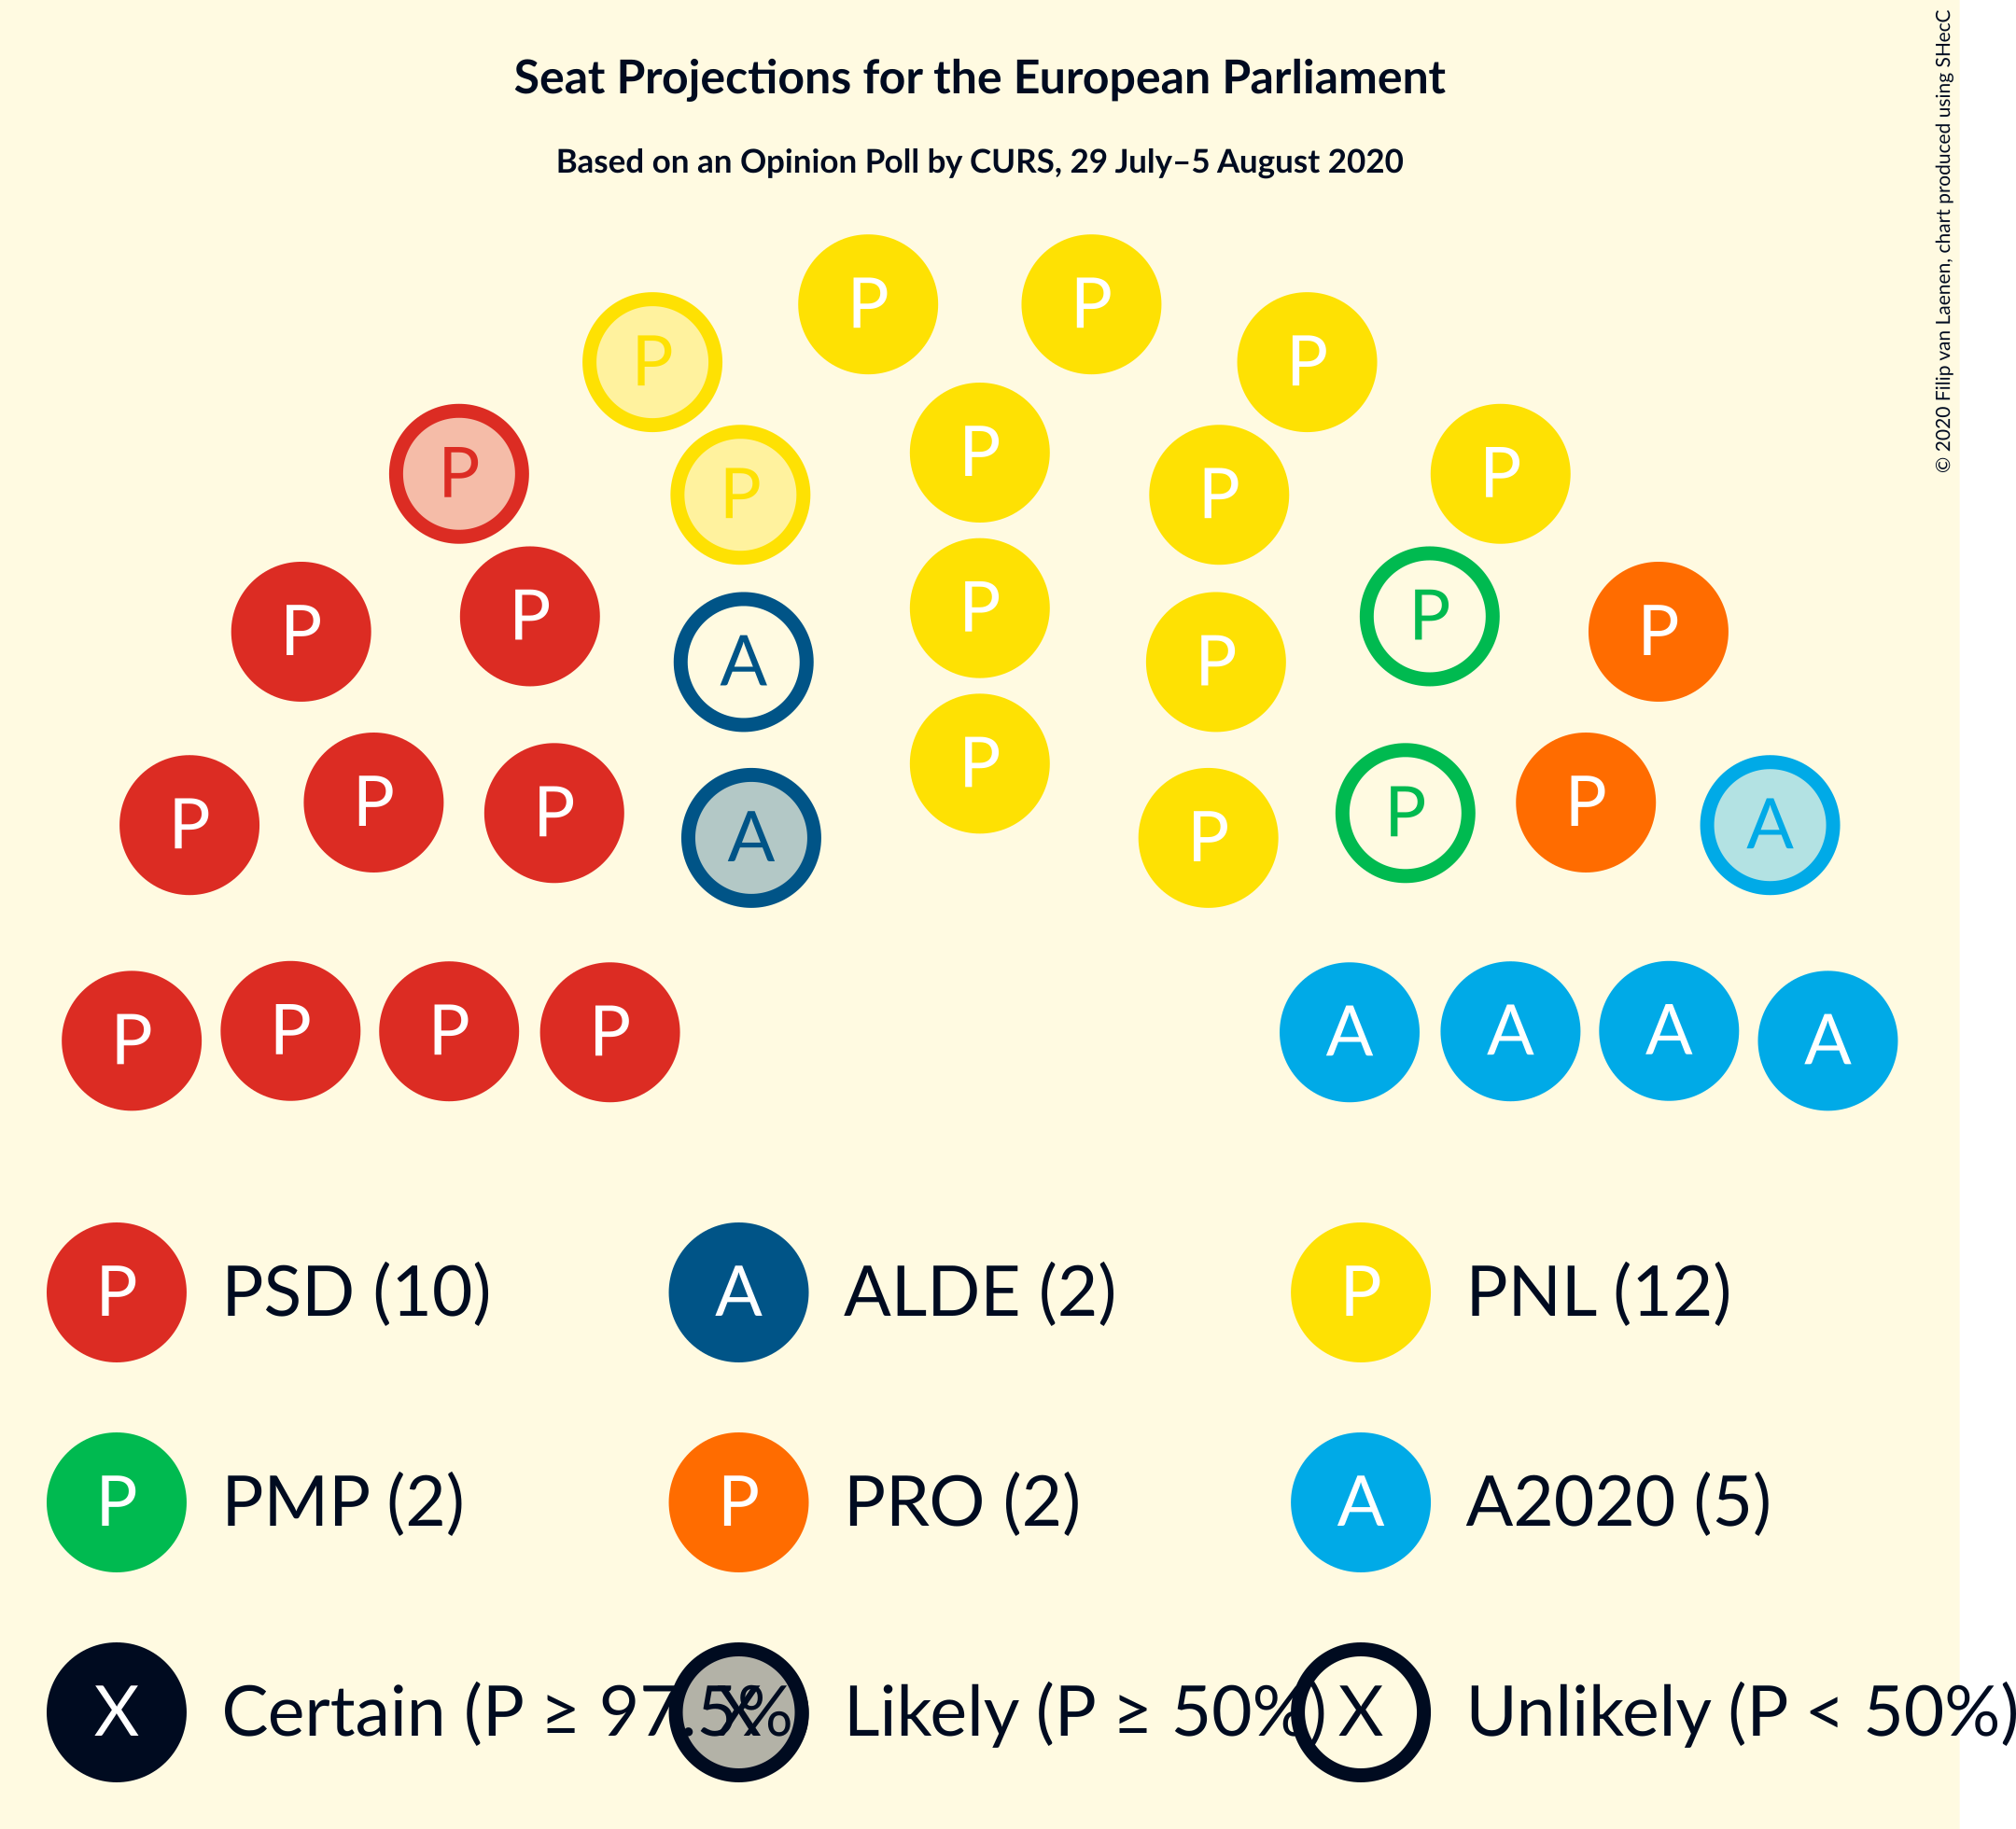 Seat Projections for the European Parliament
Based on an Opinion Poll by CURS, 29 July–5 August 2020
© 2020 Filip van Laenen, chart produced using SHecC
P P
P P
P P
P P P
P P
P P P P
A P P
P P P P
P P A
A P
P P P P A A A A
P PSD (10) A ALDE (2) P PNL (12)
P PMP (2) P PRO (2) A A2020 (5)
X Certain (P ≥ 97.5% X Likely (P ≥ 50%) X Unlikely (P < 50%)